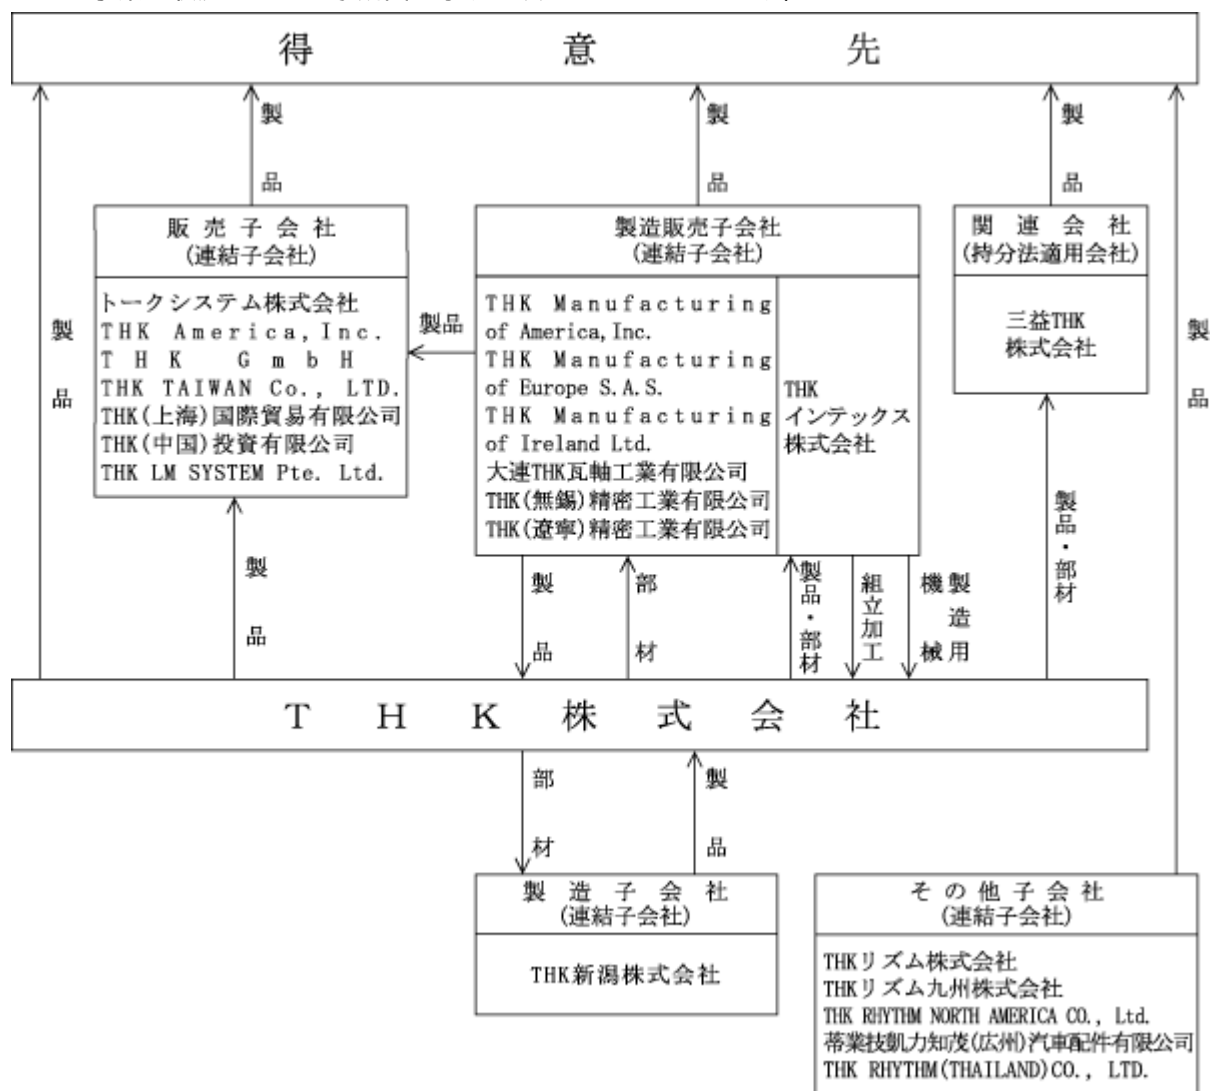 得意先
製品
製品
製品
製品
製品
販売子会社
(連結子会社)
トークシステム株式会社
THK America,Inc.
THK GmbH
THK TAIWAN Co., LTD.
THK(上海)国際貿易有限公司
THK(中国)投資有限公司
THK LM SYSTEM Pte. Ltd.
製品
製造販売子会社
(連結子会社)
THK Manufacturing
of America,Inc.
THK Manufacturing
of Europe S.A.S.
THK Manufacturing
of Ireland Ltd.
大連THK瓦軸工業有限公司
THK(無錫)精密工業有限公司
THK(遼寧)精密工業有限公司
THK
インテックス
株式会社
関連会社
(持分法適用会社)
三益THK
株式会社
製品
製品
部材
製品・部材
組立加工
製造用
機械
製品・部材
THK株式会社
部材
製品
製造子会社
(連結子会社)
THK新潟株式会社
その他子会社
(連結子会社)
THKリズム株式会社
THKリズム九州株式会社
THK RHYTHM NORTH AMERICA CO., Ltd.
蒂業技凱力知茂(広州)汽車配件有限公司
THK RHYTHM(THAILAND)CO., LTD.